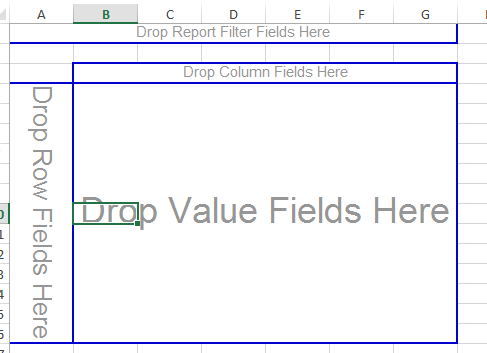 A B C D E F G
Drop Report Filter Fields Here
Drop Column Fields Here
Drop Row Fields Here
Drop Value Fields Here